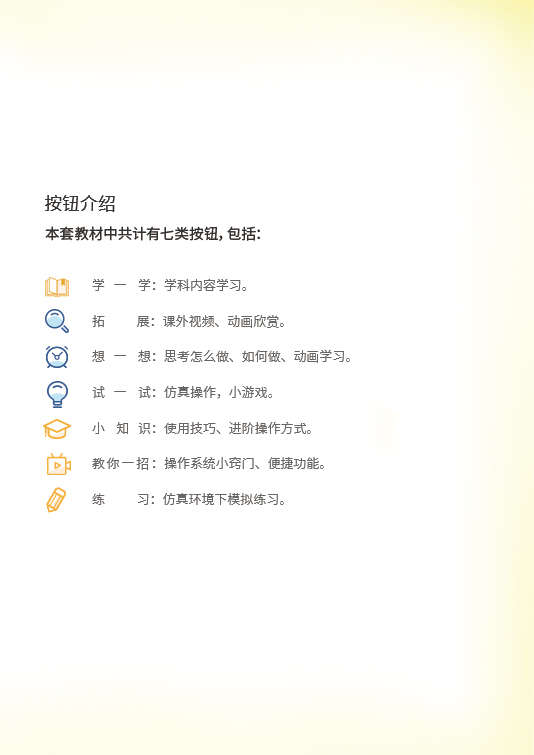 按钮介绍
本套教材中共计有七类按钮，包括：
学一学：学科内容学习。
拓展：课外视频、动画欣赏。
想一想：思考怎么做、如何做、动画学习。
试一试：仿真操作，小游戏。
小知识：使用技巧、进阶操作方式。
教你一招：操作系统小窍门、便捷功能。
练习：仿真环境下模拟练习。